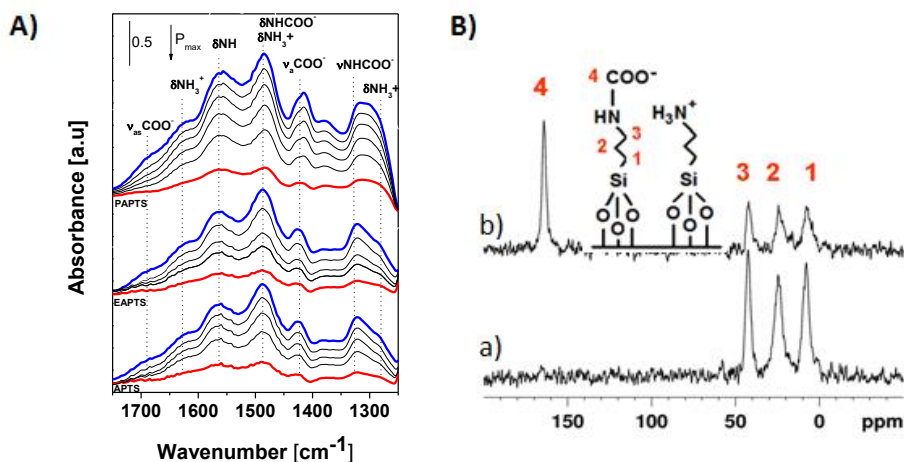 A)
0.5
P max
δNHCOO⁻
δNH
δNH₃+
νₐCOO⁻
νNHCOO⁻
δNH₃⁺
δNH₃+
νₐₛCOO⁻
PAPTS
EAPTS
APTS
Absorbance [a.u]
1700 1600 1500 1400 1300
Wavenumber [cm⁻¹]
B)
4
4 COO⁻
HN
H₃N⁺
3
2
1
Si Si
O O O O
O O
3 2 1
b)
a)
150 100 50 0 ppm